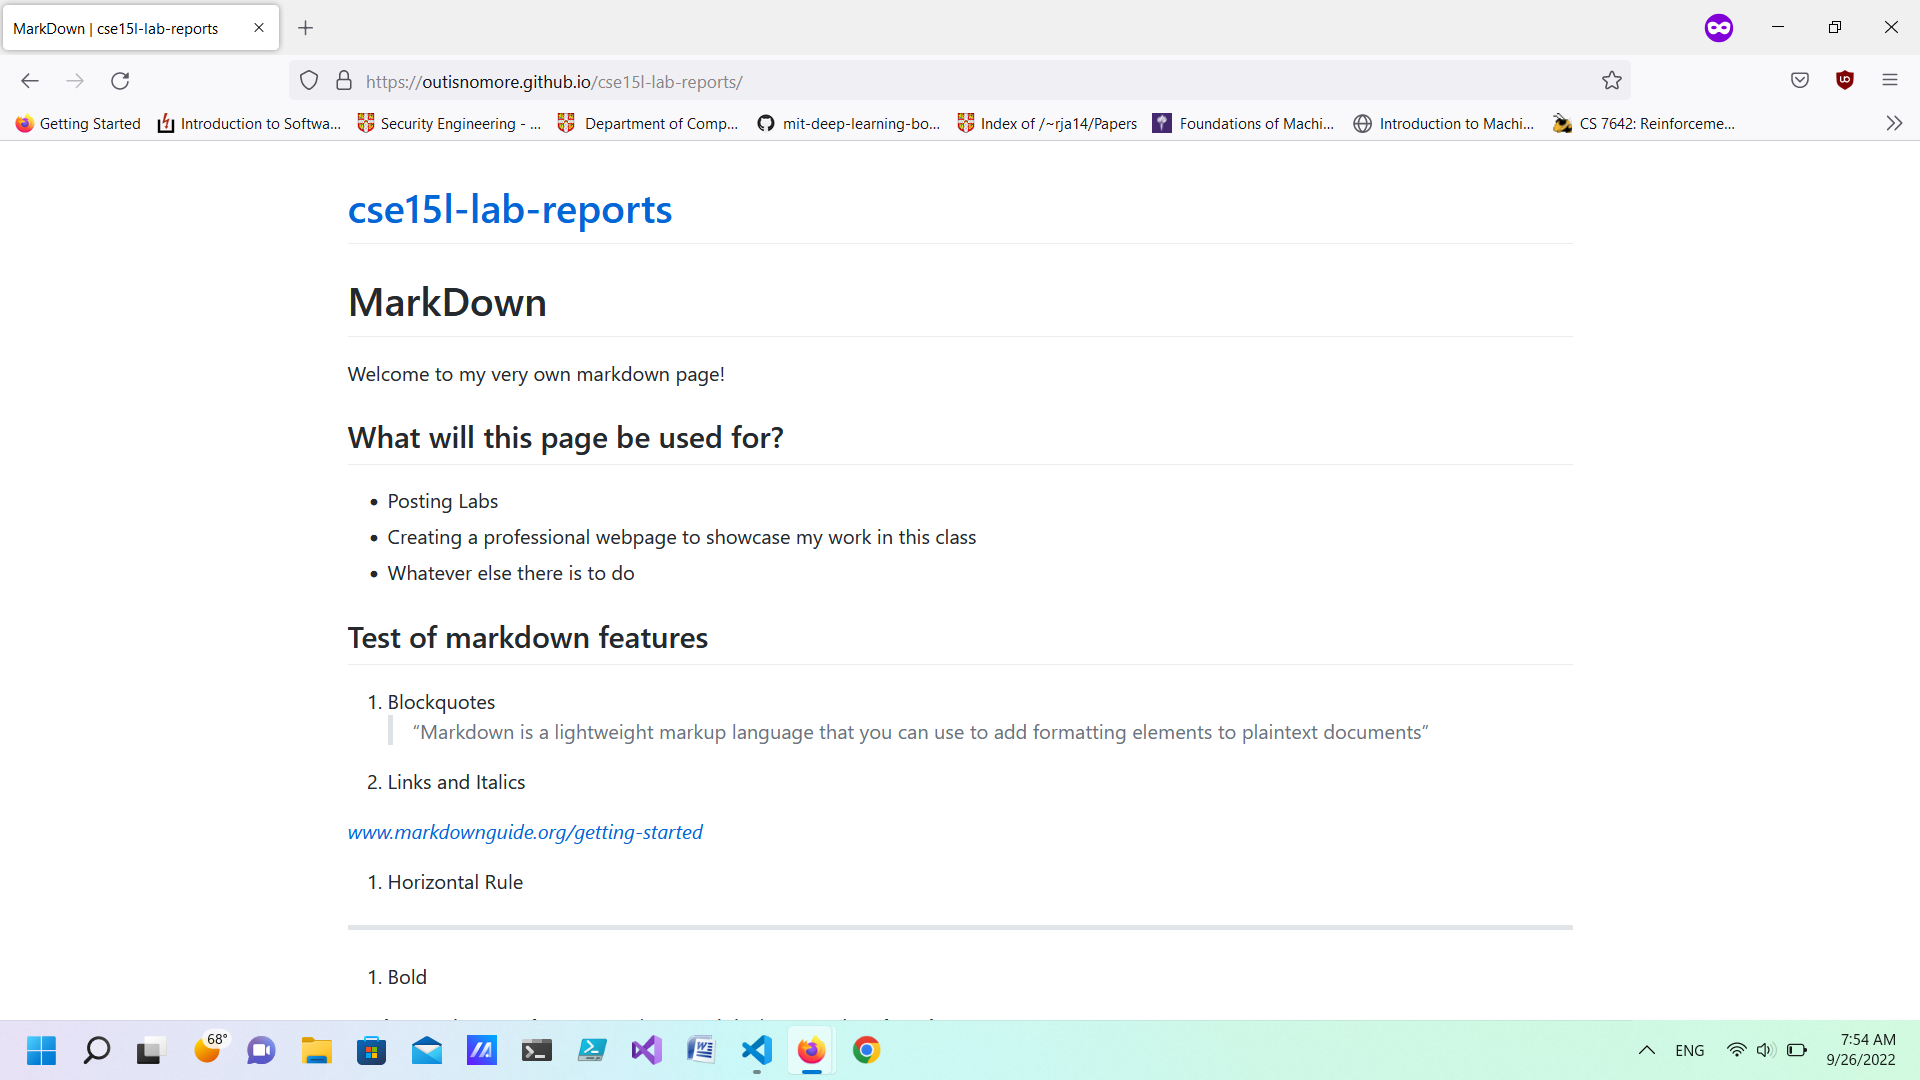 MarkDown | cse15l-lab-reports
https://outisnomore.github.io/cse15l-lab-reports/
Getting Started Introduction to Softwa... Security Engineering - ... Department of Comp... mit-deep-learning-bo... Index of /~rja14/Papers Foundations of Machi... Introduction to Machi... CS 7642: Reinforceme...
cse15l-lab-reports
MarkDown
Welcome to my very own markdown page!
What will this page be used for?
• Posting Labs
• Creating a professional webpage to showcase my work in this class
• Whatever else there is to do
Test of markdown features
1. Blockquotes
“Markdown is a lightweight markup language that you can use to add formatting elements to plaintext documents”
2. Links and Italics
www.markdownguide.org/getting-started
1. Horizontal Rule
1. Bold
68°
ENG
7:54 AM
9/26/2022